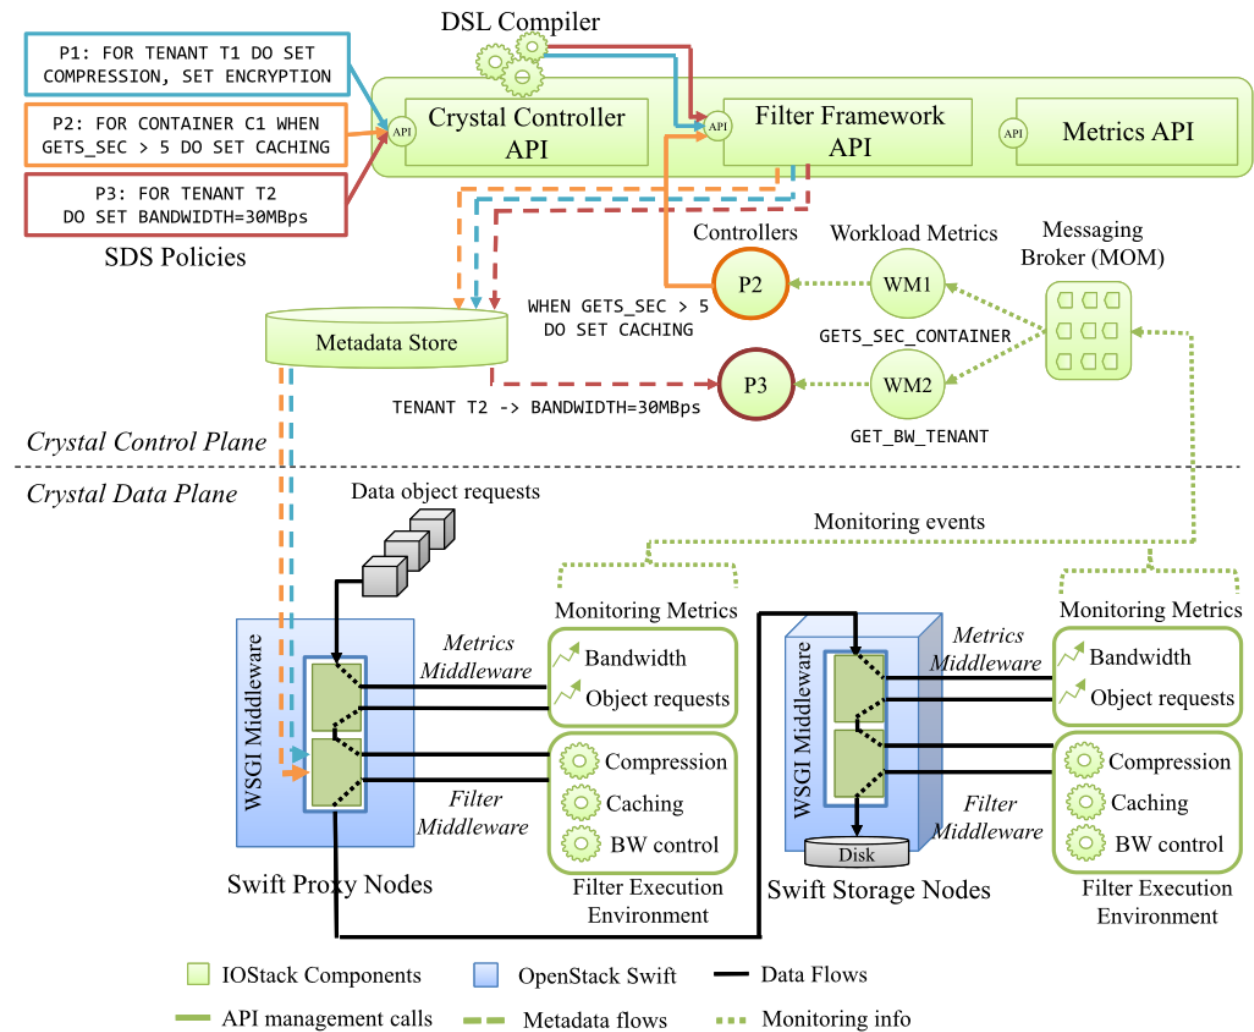 DSL Compiler
P1: FOR TENANT T1 DO SET
COMPRESSION, SET ENCRYPTION
P2: FOR CONTAINER C1 WHEN
GETS_SEC > 5 DO SET CACHING
P3: FOR TENANT T2
DO SET BANDWIDTH=30MBps
SDS Policies
API
Crystal Controller
API
API
Filter Framework
API
API
Metrics API
Controllers
Workload Metrics
Messaging
Broker (MOM)
P2
WM1
WHEN GETS_SEC > 5
DO SET CACHING
GETS_SEC_CONTAINER
Metadata Store
P3
WM2
TENANT T2 -> BANDWIDTH=30MBps
GET_BW_TENANT
Crystal Control Plane
Crystal Data Plane
Data object requests
Monitoring events
WSGI Middleware
Metrics
Middleware
Monitoring Metrics
Bandwidth
Object requests
Filter
Middleware
Compression
Caching
BW control
Swift Proxy Nodes
Filter Execution
Environment
WSGI Middleware
Metrics
Middleware
Monitoring Metrics
Bandwidth
Object requests
Filter
Middleware
Compression
Caching
BW control
Disk
Swift Storage Nodes
Filter Execution
Environment
IOStack Components
OpenStack Swift
Data Flows
API management calls
Metadata flows
Monitoring info